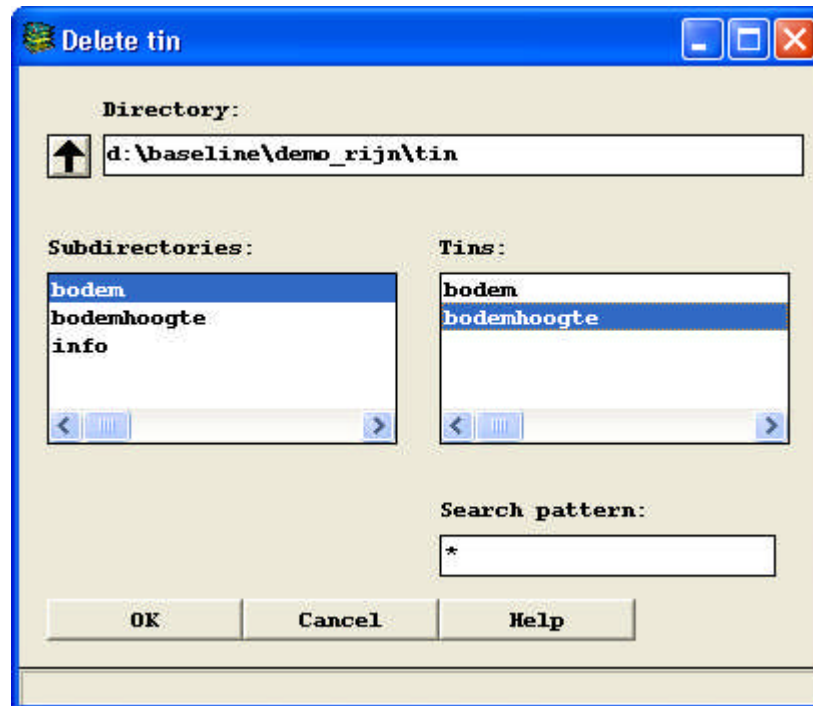 Delete tin
Directory:
d:\baseline\demo_rijn\tin
Subdirectories:
bodem
bodemhoogte
info
Tins:
bodem
bodemhoogte
Search pattern:
*
OK Cancel Help